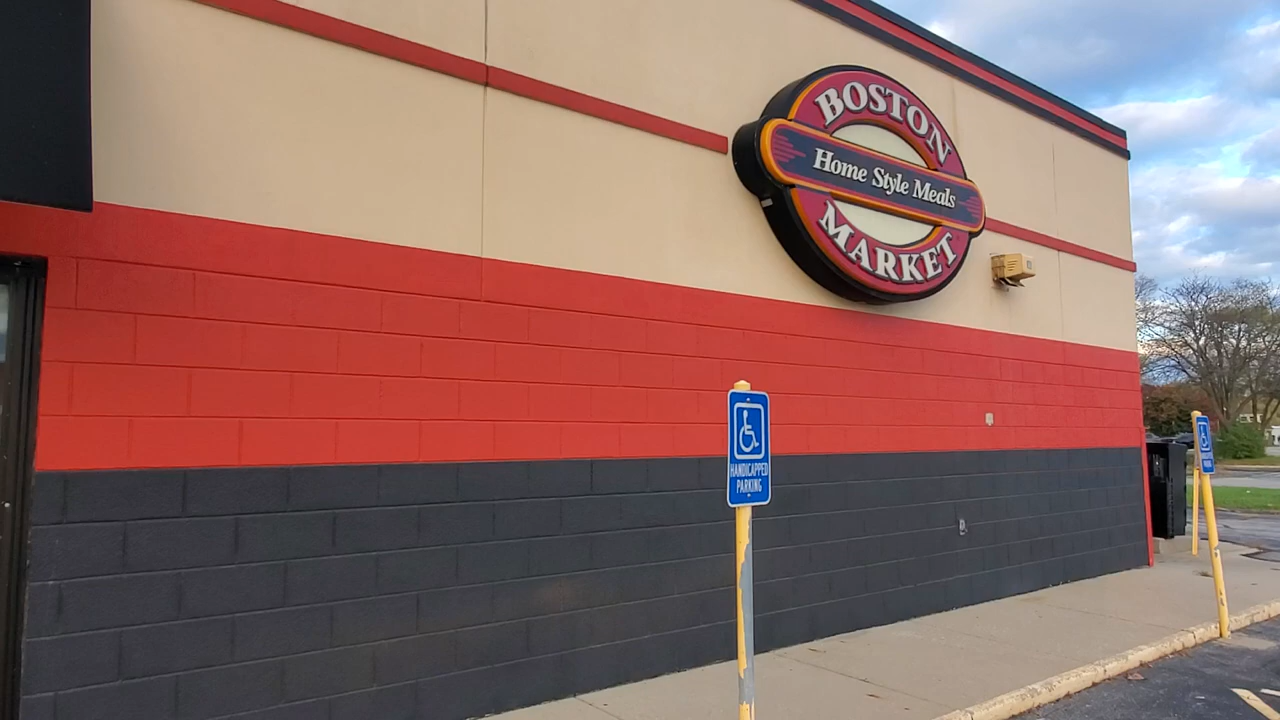 BOSTON
Home Style Meals
MARKET
HANDICAPPED
PARKING